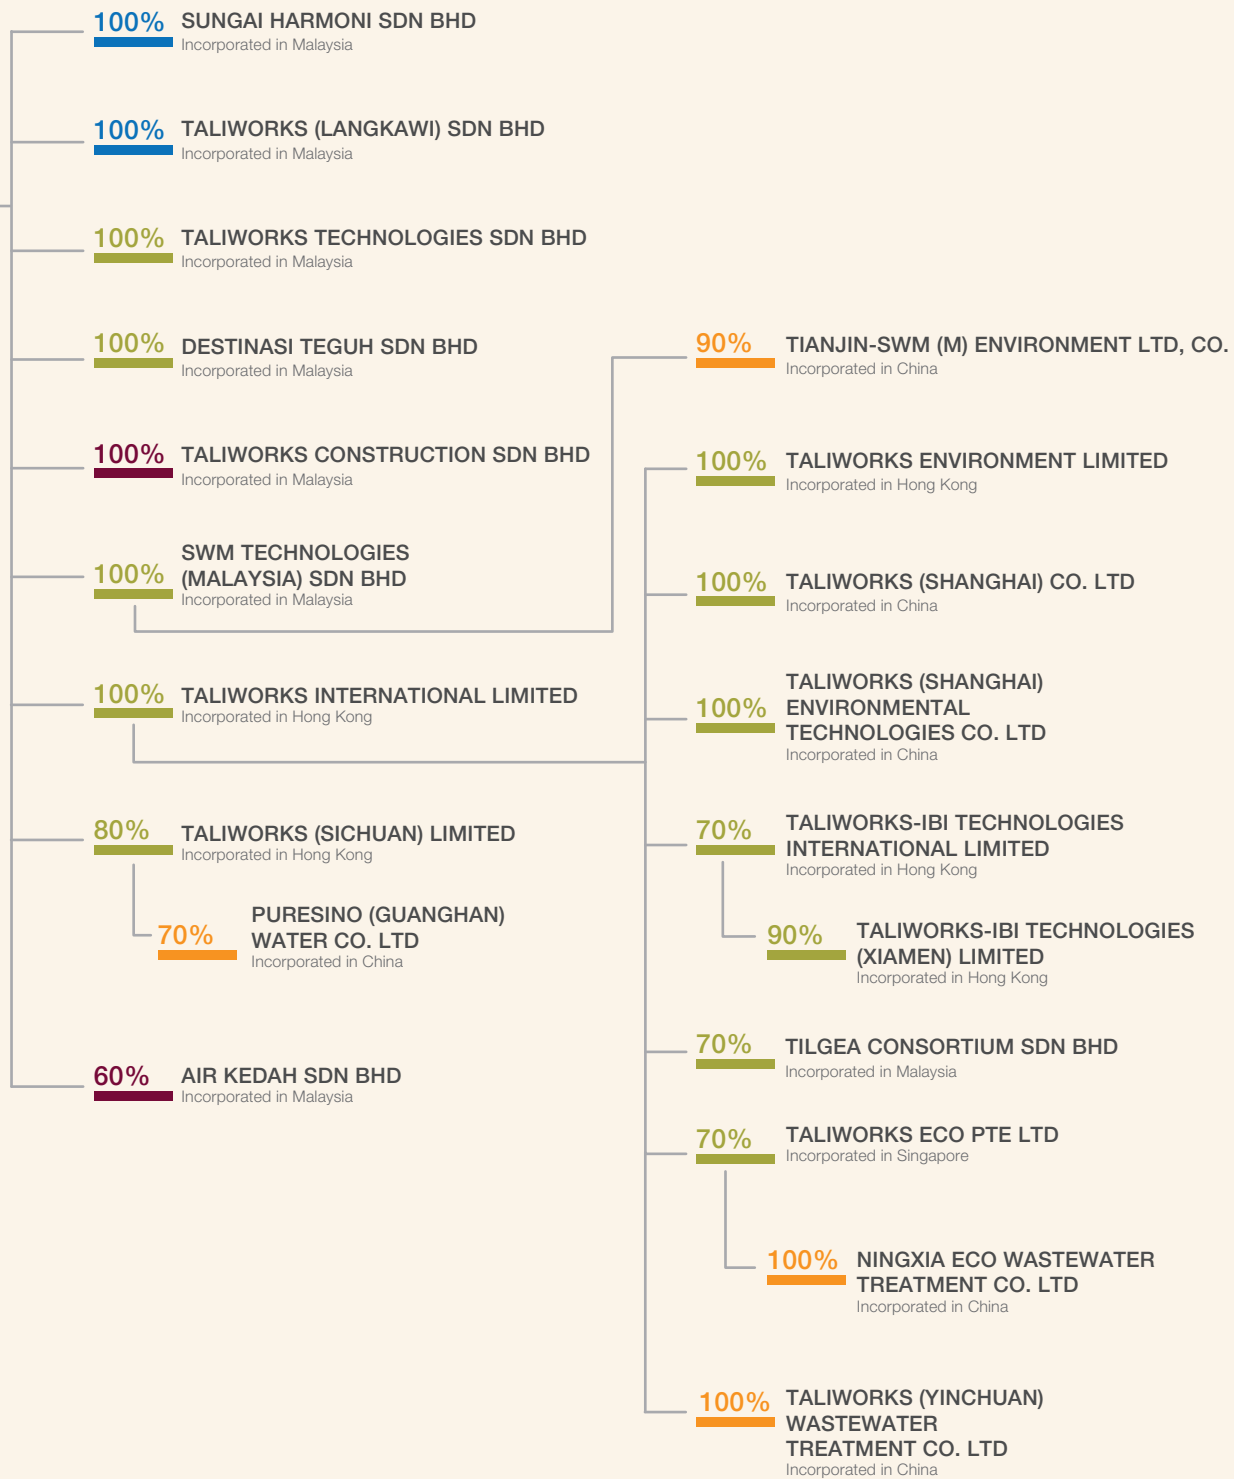 100%
SUNGAI HARMONI SDN BHD
Incorporated in Malaysia
100%
TALIWORKS (LANGKAWI) SDN BHD
Incorporated in Malaysia
100%
TALIWORKS TECHNOLOGIES SDN BHD
Incorporated in Malaysia
100%
DESTINASI TEGUH SDN BHD
Incorporated in Malaysia
100%
TALIWORKS CONSTRUCTION SDN BHD
Incorporated in Malaysia
100%
SWM TECHNOLOGIES
(MALAYSIA) SDN BHD
Incorporated in Malaysia
100%
TALIWORKS INTERNATIONAL LIMITED
Incorporated in Hong Kong
80%
TALIWORKS (SICHUAN) LIMITED
Incorporated in Hong Kong
70%
PURESINO (GUANGHAN)
WATER CO. LTD
Incorporated in China
60%
AIR KEDAH SDN BHD
Incorporated in Malaysia
90%
TIANJIN-SWM (M) ENVIRONMENT LTD, CO.
Incorporated in China
100%
TALIWORKS ENVIRONMENT LIMITED
Incorporated in Hong Kong
100%
TALIWORKS (SHANGHAI) CO. LTD
Incorporated in China
100%
TALIWORKS (SHANGHAI)
ENVIRONMENTAL
TECHNOLOGIES CO. LTD
Incorporated in China
70%
TALIWORKS-IBI TECHNOLOGIES
INTERNATIONAL LIMITED
Incorporated in Hong Kong
90%
TALIWORKS-IBI TECHNOLOGIES
(XIAMEN) LIMITED
Incorporated in Hong Kong
70%
TILGEA CONSORTIUM SDN BHD
Incorporated in Malaysia
70%
TALIWORKS ECO PTE LTD
Incorporated in Singapore
100%
NINGXIA ECO WASTEWATER
TREATMENT CO. LTD
Incorporated in China
100%
TALIWORKS (YINCHUAN)
WASTEWATER
TREATMENT CO. LTD
Incorporated in China